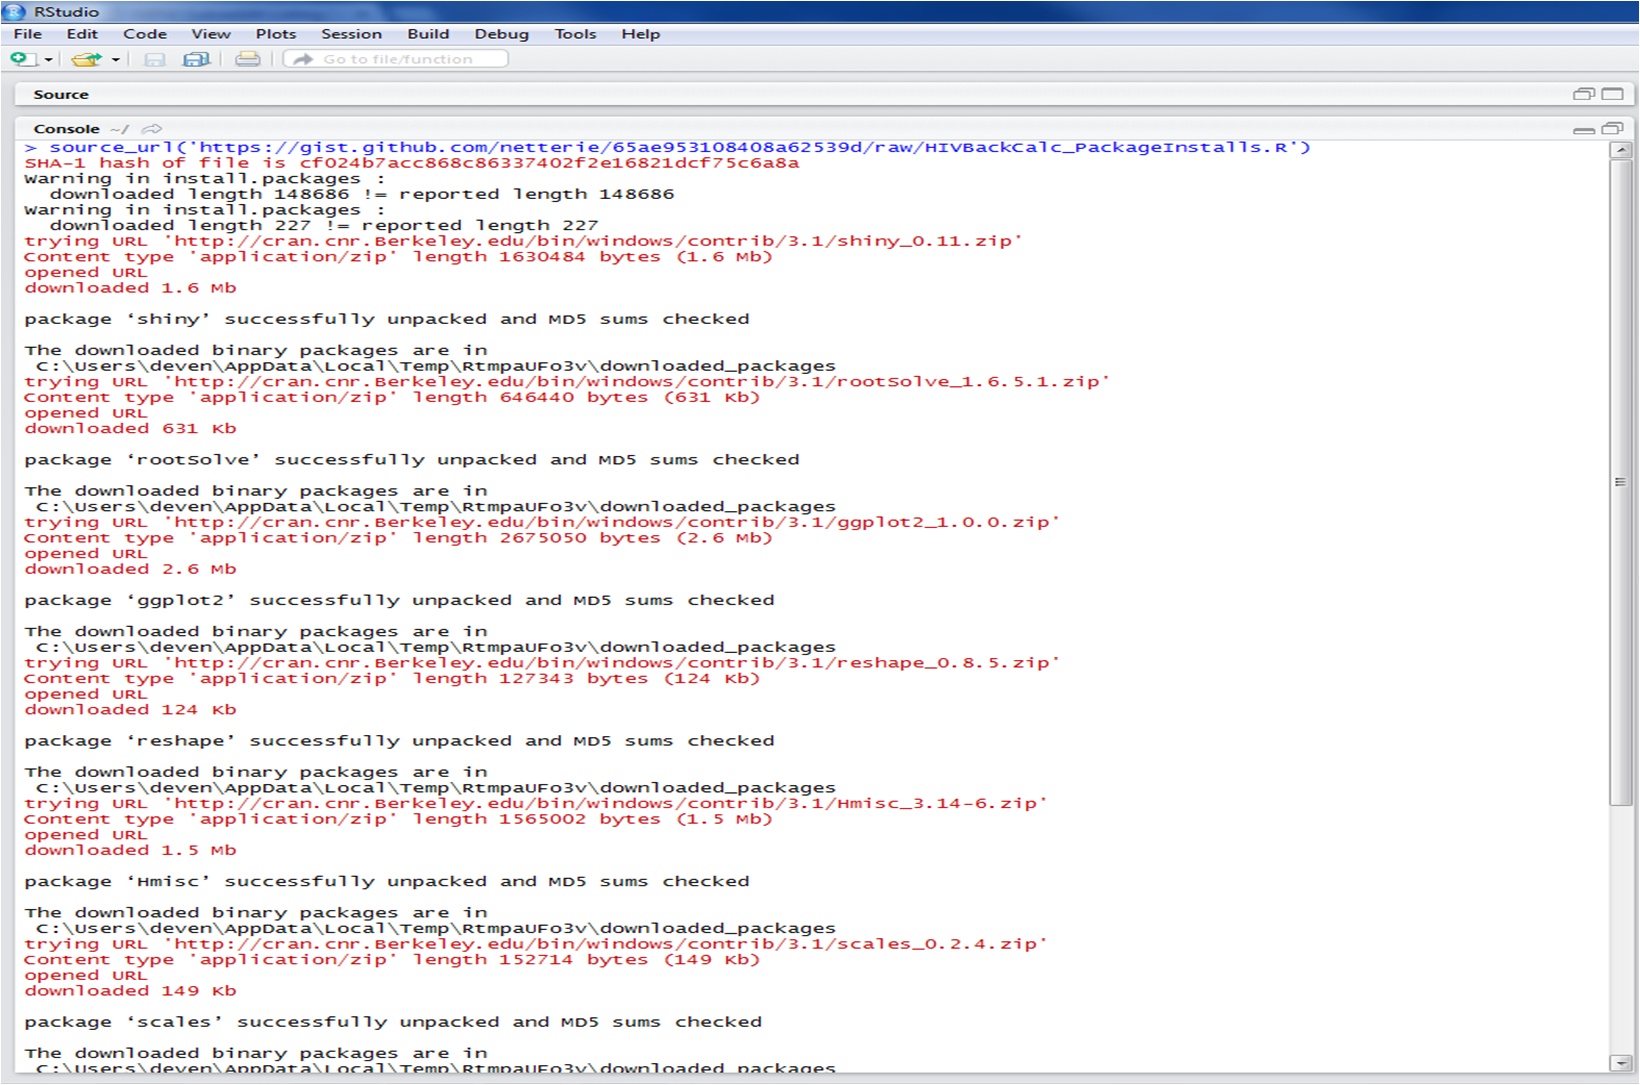 RStudio
File Edit Code View Plots Session Build Debug Tools Help
Go to file/function
Source
Console ~/
> source_url('https://gist.github.com/netterie/65ae953108408a62539d/raw/HIVBackCalc_PackageInstalls.R')
SHA-1 hash of file is cf024b7acc868c86337402f2e16821dcf75c6a8a
Warning in install.packages :
  downloaded length 148686 != reported length 148686
Warning in install.packages :
  downloaded length 227 != reported length 227
trying URL 'http://cran.cnr.Berkeley.edu/bin/windows/contrib/3.1/shiny_0.11.zip'
Content type 'application/zip' length 1630484 bytes (1.6 Mb)
opened URL
downloaded 1.6 Mb
package ‘shiny’ successfully unpacked and MD5 sums checked
The downloaded binary packages are in
 C:\Users\deven\AppData\Local\Temp\RtmpaUFo3v\downloaded_packages
trying URL 'http://cran.cnr.Berkeley.edu/bin/windows/contrib/3.1/rootSolve_1.6.5.1.zip'
Content type 'application/zip' length 646440 bytes (631 Kb)
opened URL
downloaded 631 Kb
package ‘rootSolve’ successfully unpacked and MD5 sums checked
The downloaded binary packages are in
 C:\Users\deven\AppData\Local\Temp\RtmpaUFo3v\downloaded_packages
trying URL 'http://cran.cnr.Berkeley.edu/bin/windows/contrib/3.1/ggplot2_1.0.0.zip'
Content type 'application/zip' length 2675050 bytes (2.6 Mb)
opened URL
downloaded 2.6 Mb
package ‘ggplot2’ successfully unpacked and MD5 sums checked
The downloaded binary packages are in
 C:\Users\deven\AppData\Local\Temp\RtmpaUFo3v\downloaded_packages
trying URL 'http://cran.cnr.Berkeley.edu/bin/windows/contrib/3.1/reshape_0.8.5.zip'
Content type 'application/zip' length 127343 bytes (124 Kb)
opened URL
downloaded 124 Kb
package ‘reshape’ successfully unpacked and MD5 sums checked
The downloaded binary packages are in
 C:\Users\deven\AppData\Local\Temp\RtmpaUFo3v\downloaded_packages
trying URL 'http://cran.cnr.Berkeley.edu/bin/windows/contrib/3.1/Hmisc_3.14-6.zip'
Content type 'application/zip' length 1565002 bytes (1.5 Mb)
opened URL
downloaded 1.5 Mb
package ‘Hmisc’ successfully unpacked and MD5 sums checked
The downloaded binary packages are in
 C:\Users\deven\AppData\Local\Temp\RtmpaUFo3v\downloaded_packages
trying URL 'http://cran.cnr.Berkeley.edu/bin/windows/contrib/3.1/scales_0.2.4.zip'
Content type 'application/zip' length 152714 bytes (149 Kb)
opened URL
downloaded 149 Kb
package ‘scales’ successfully unpacked and MD5 sums checked
The downloaded binary packages are in
 C:\Users\deven\AppData\Local\Temp\RtmpaUFo3v\downloaded_packages